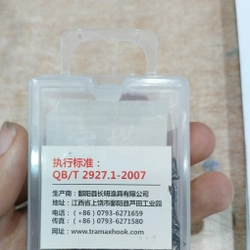 执行标准：
QB/T 2927.1-2007
生产商：鄱阳县长明渔具有限公司
地址：江西省上饶市鄱阳县芦田工业园
电话：（+86）0793-6271659
传真：（+86）0793-6271580
网址：www.tramaxhook.com